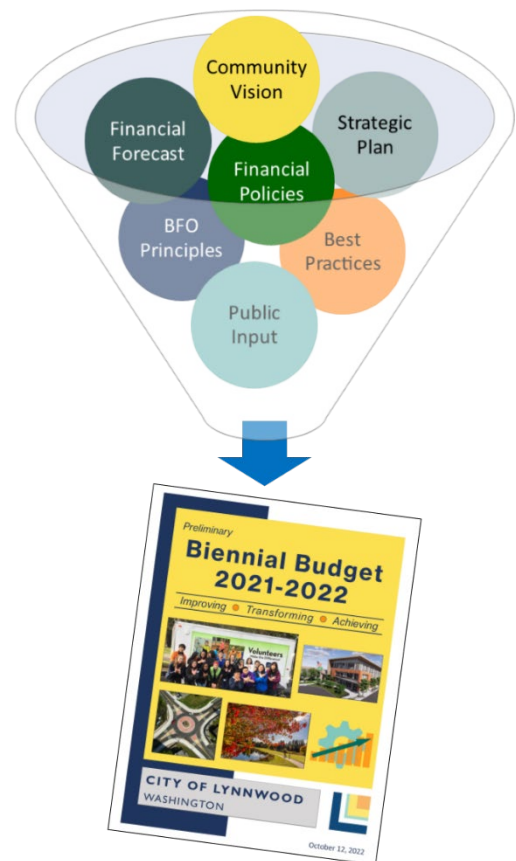 Community
Vision
Financial
Forecast
Strategic
Plan
Financial
Policies
BFO
Principles
Best
Practices
Public
Input
Preliminary
Biennial Budget
2021-2022
Improving Transforming Achieving
Volunteers
CITY OF LYNNWOOD
WASHINGTON
October 12, 2022